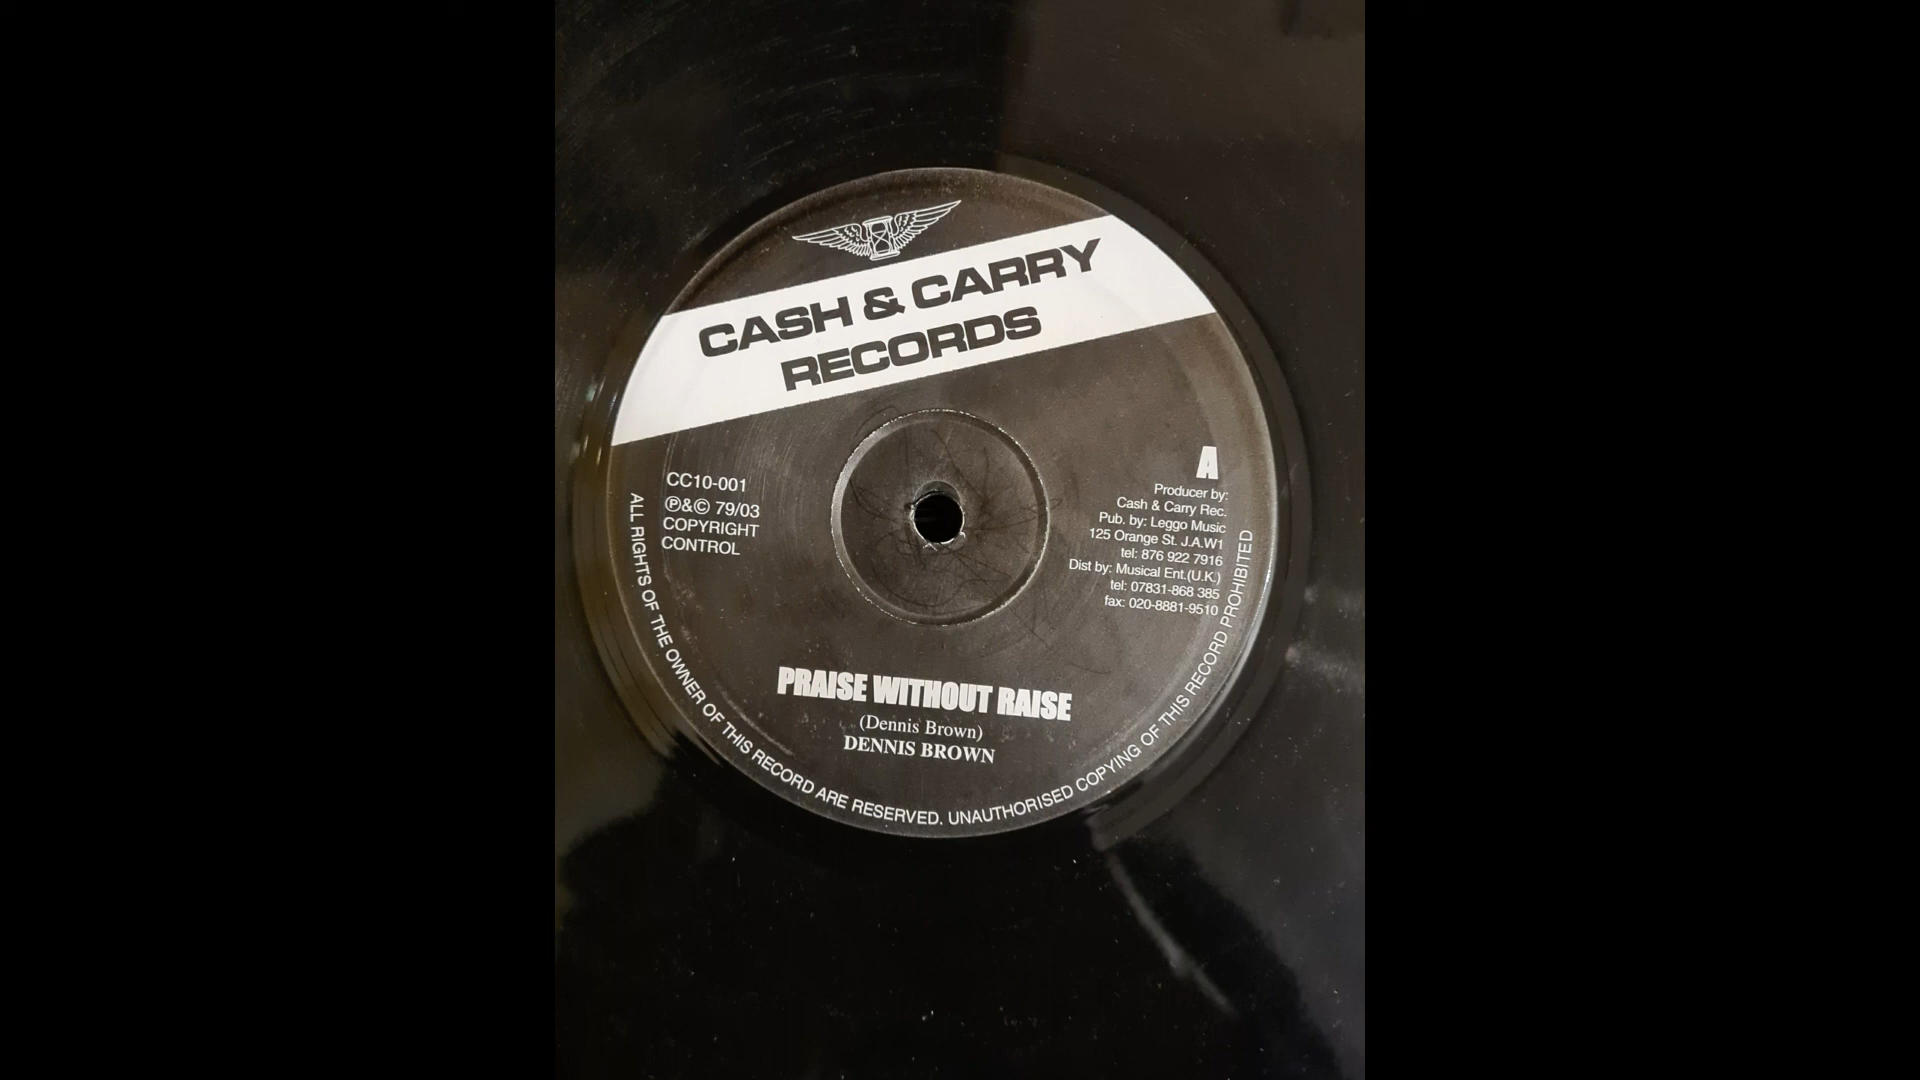 CASH & CARRY
RECORDS
CC10-001
℗&© 79/03
COPYRIGHT
CONTROL
A
Producer by:
Cash & Carry Rec.
Pub. by: Leggo Music
125 Orange St. J.A.W1
tel: 876 922 7916
Dist by: Musical Ent.(U.K.)
tel: 07831-868 385
fax: 020-8881-9510
PRAISE WITHOUT RAISE
(Dennis Brown)
DENNIS BROWN
ALL RIGHTS OF THE OWNER OF THIS RECORD ARE RESERVED. UNAUTHORISED COPYING OF THIS RECORD PROHIBITED